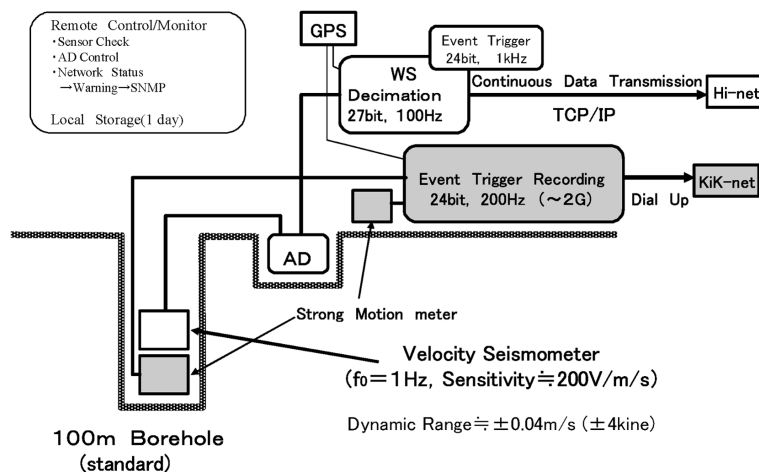 Remote Control/Monitor
・Sensor Check
・AD Control
・Network Status
→Warning→SNMP
Local Storage(1 day)
GPS
Event Trigger
24bit, 1kHz
WS
Decimation
27bit, 100Hz
Continuous Data Transmission
TCP/IP
Hi-net
Event Trigger Recording
24bit, 200Hz (~2G)
Dial Up
KiK-net
AD
Strong Motion meter
Velocity Seismometer
(f0=1Hz, Sensitivity≒200V/m/s)
Dynamic Range≒±0.04m/s (±4kine)
100m Borehole
(standard)